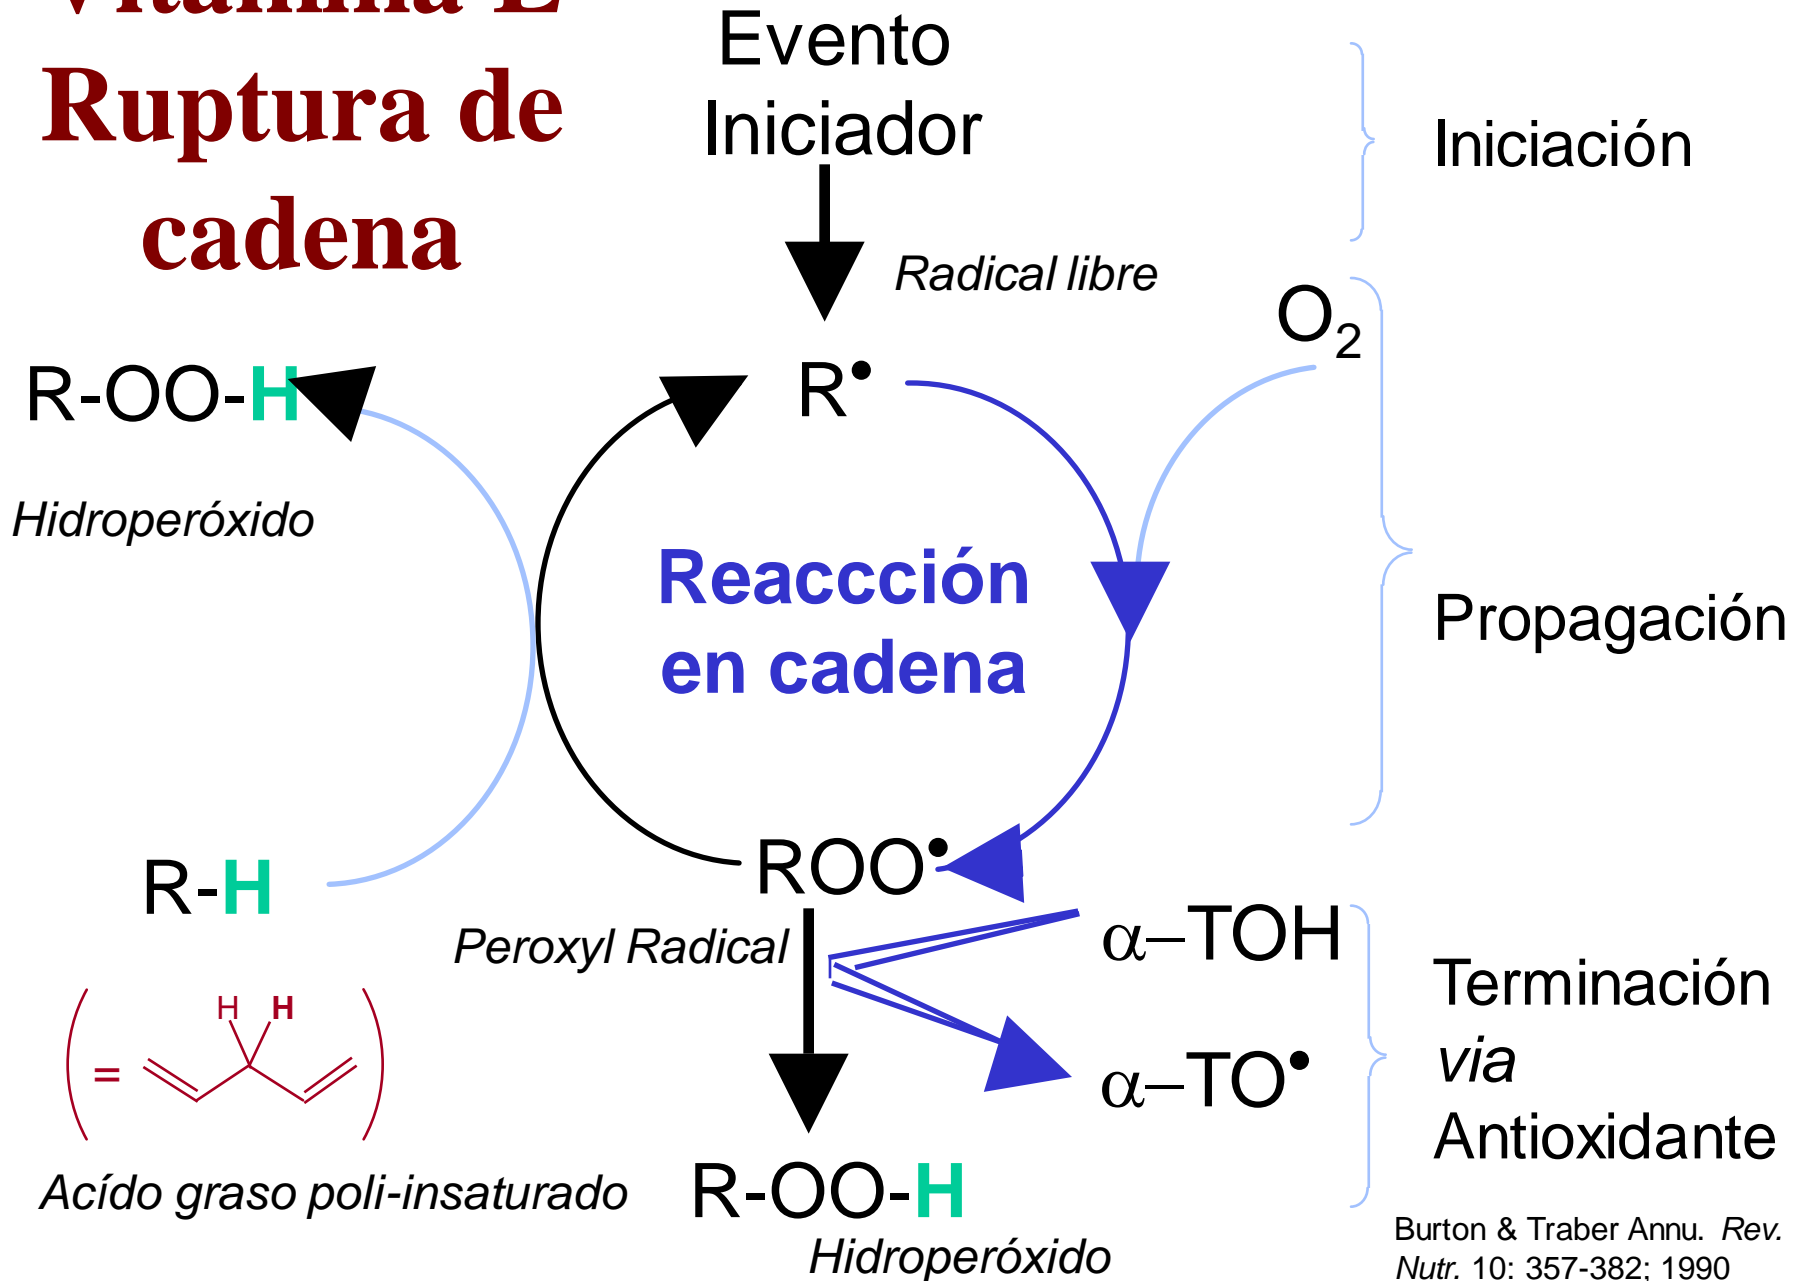 Vitamina E
Ruptura de
cadena
Evento
Iniciador
Iniciación
Radical libre
O₂
R-OO-H
R•
Hidroperóxido
Reaccción
en cadena
Propagación
R-H
ROO•
Peroxyl Radical
α–TOH
Terminación
via
Antioxidante
H H
=
α–TO•
Acído graso poli-insaturado
R-OO-H
Hidroperóxido
Burton & Traber Annu. Rev.
Nutr. 10: 357-382; 1990